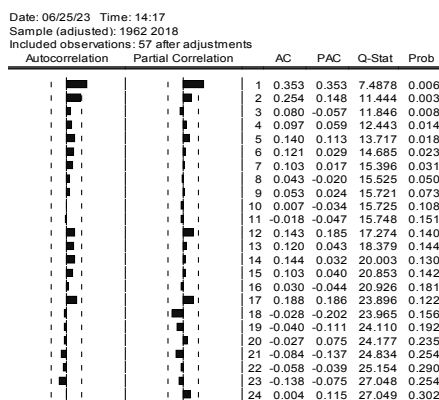 Date: 06/25/23 Time: 14:17
Sample (adjusted): 1962 2018
Included observations: 57 after adjustments
Autocorrelation Partial Correlation AC PAC Q-Stat Prob
1 0.353 0.353 7.4878 0.006
2 0.254 0.148 11.444 0.003
3 0.080 -0.057 11.846 0.008
4 0.097 0.059 12.443 0.014
5 0.140 0.113 13.717 0.018
6 0.121 0.029 14.685 0.023
7 0.103 0.017 15.396 0.031
8 0.043 -0.020 15.525 0.050
9 0.053 0.024 15.721 0.073
10 0.007 -0.034 15.725 0.108
11 -0.018 -0.047 15.748 0.151
12 0.143 0.185 17.274 0.140
13 0.120 0.043 18.379 0.144
14 0.144 0.032 20.003 0.130
15 0.103 0.040 20.853 0.142
16 0.030 -0.044 20.926 0.181
17 0.188 0.186 23.896 0.122
18 -0.028 -0.202 23.965 0.156
19 -0.040 -0.111 24.110 0.192
20 -0.027 0.075 24.177 0.235
21 -0.084 -0.137 24.834 0.254
22 -0.058 -0.039 25.154 0.290
23 -0.138 -0.075 27.048 0.254
24 0.004 0.115 27.049 0.302